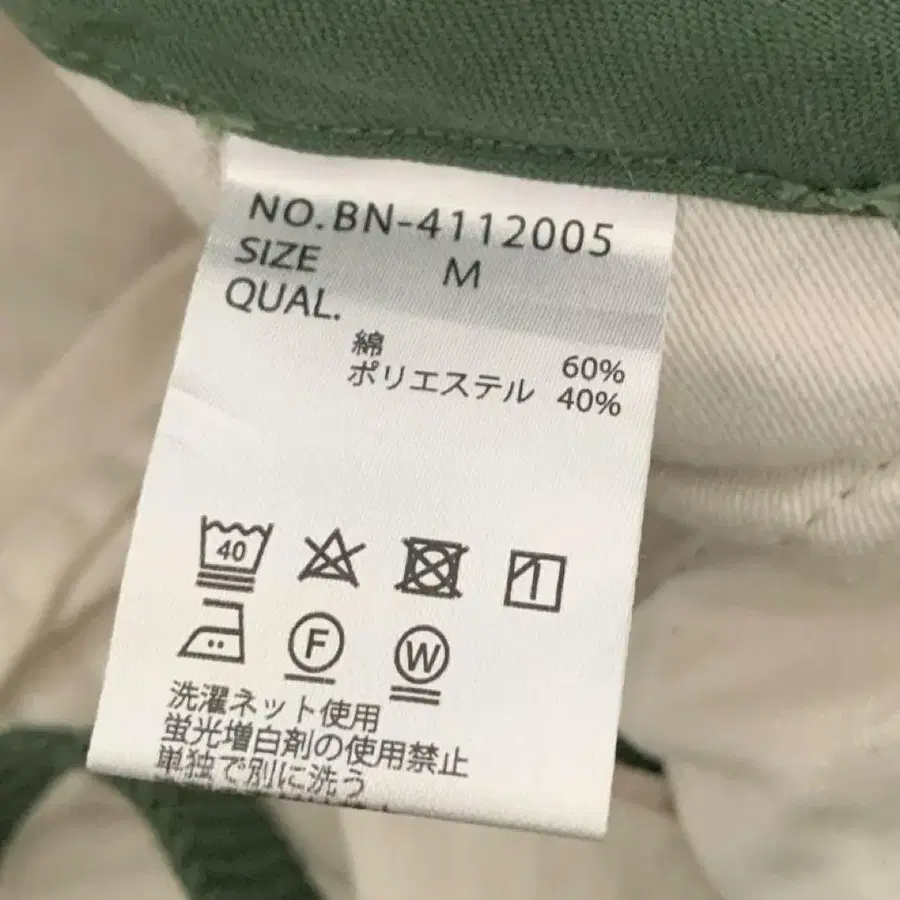 NO.BN-4112005
SIZE M
QUAL.
綿 60%
ポリエステル 40%
40
F W
洗濯ネット使用
蛍光増白剤の使用禁止
単独で別に洗う